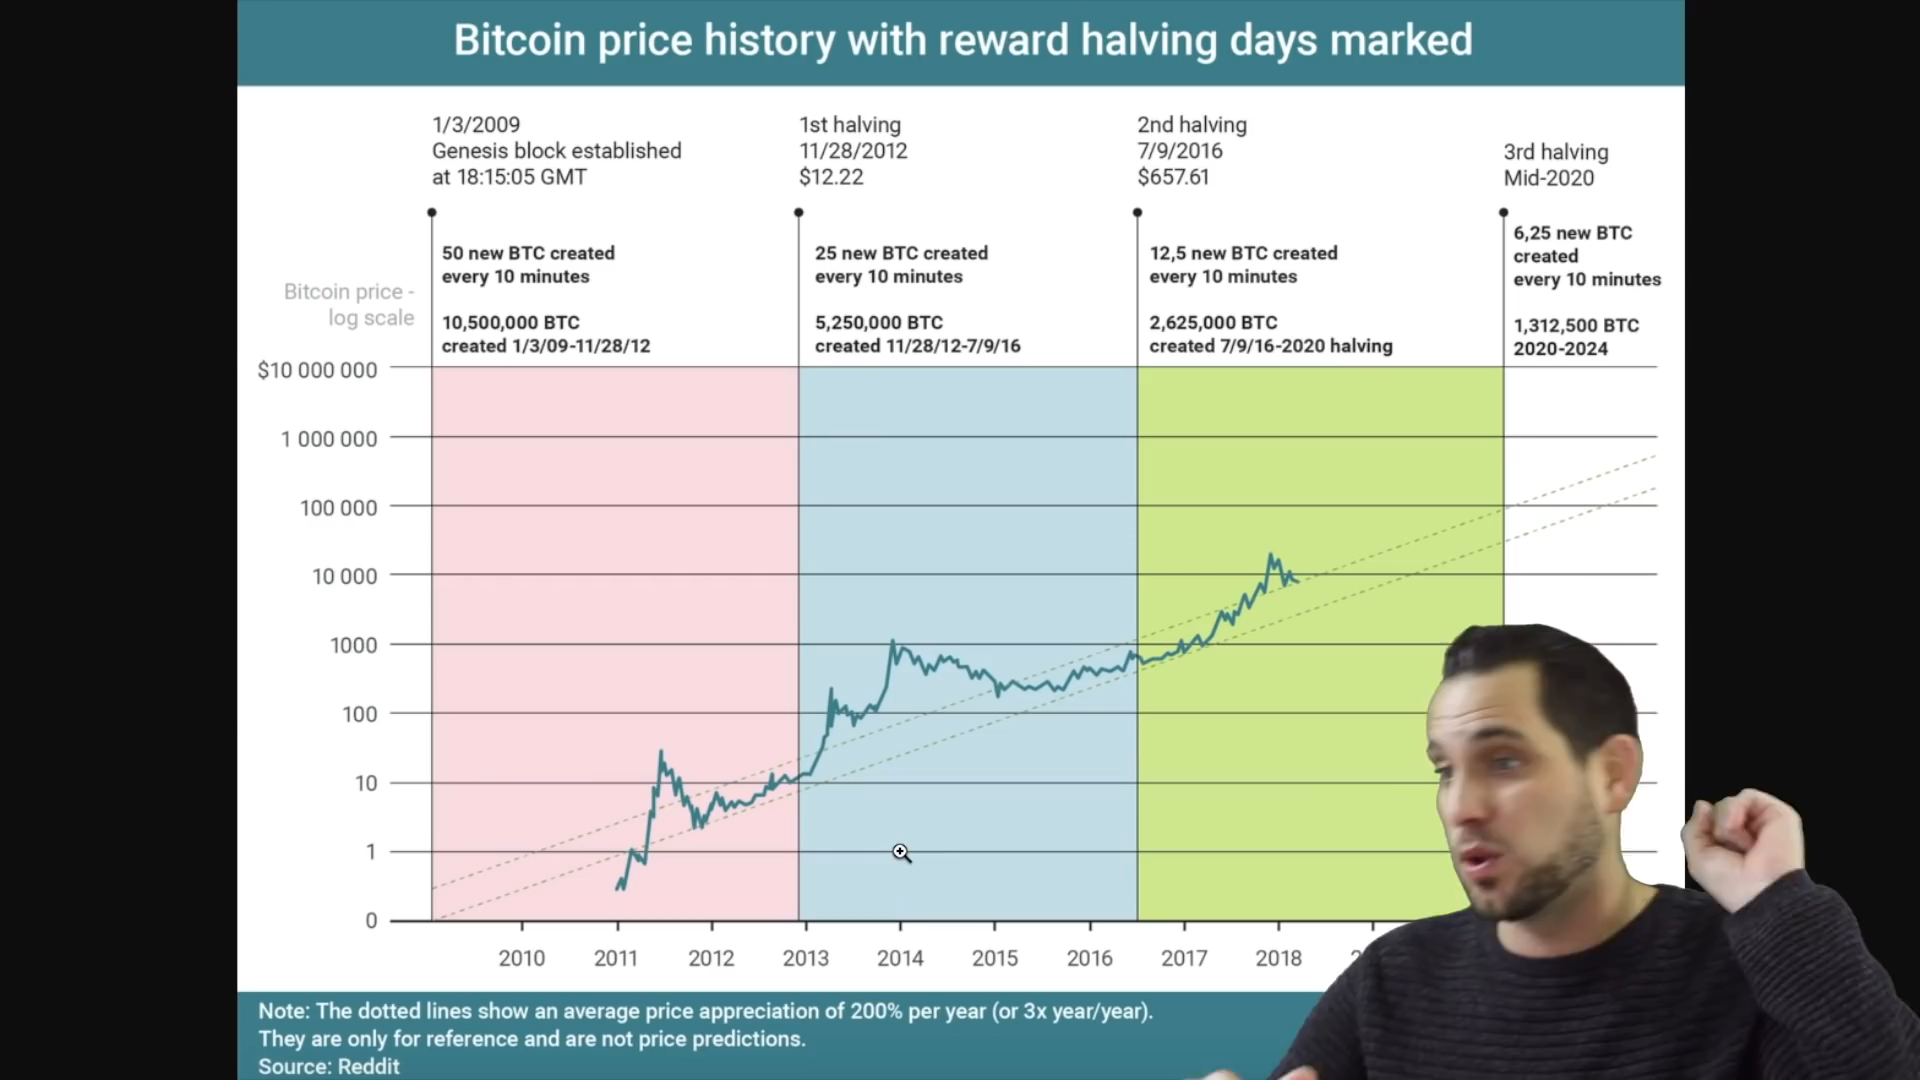 Bitcoin price history with reward halving days marked
1/3/2009
Genesis block established
at 18:15:05 GMT
1st halving
11/28/2012
$12.22
2nd halving
7/9/2016
$657.61
3rd halving
Mid-2020
50 new BTC created
every 10 minutes
10,500,000 BTC
created 1/3/09-11/28/12
25 new BTC created
every 10 minutes
5,250,000 BTC
created 11/28/12-7/9/16
12,5 new BTC created
every 10 minutes
2,625,000 BTC
created 7/9/16-2020 halving
6,25 new BTC
created
every 10 minutes
1,312,500 BTC
2020-2024
Bitcoin price -
log scale
$10 000 000
1 000 000
100 000
10 000
1000
100
10
1
0
2010 2011 2012 2013 2014 2015 2016 2017 2018
Note: The dotted lines show an average price appreciation of 200% per year (or 3x year/year).
They are only for reference and are not price predictions.
Source: Reddit